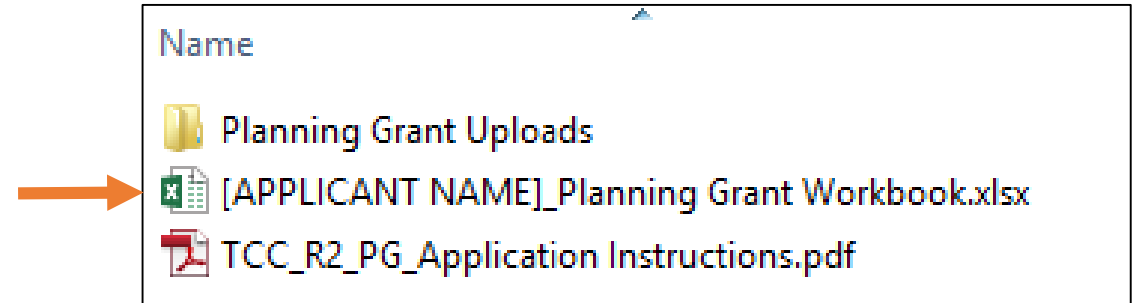 Name
Planning Grant Uploads
[APPLICANT NAME]_Planning Grant Workbook.xlsx
TCC_R2_PG_Application Instructions.pdf